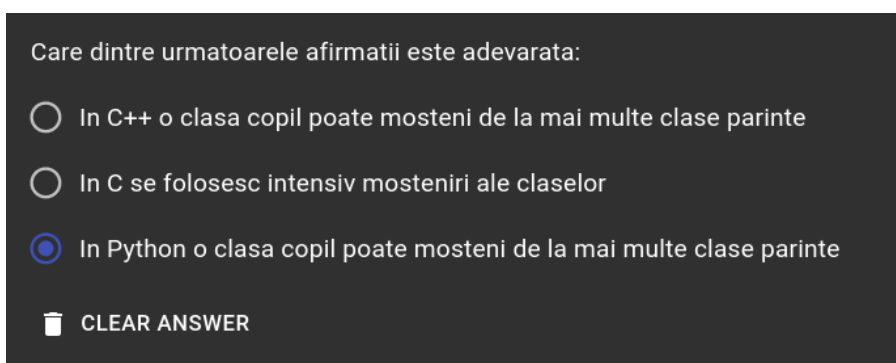 Care dintre urmatoarele afirmatii este adevarata:
In C++ o clasa copil poate mosteni de la mai multe clase parinte
In C se folosesc intensiv mosteniri ale claselor
In Python o clasa copil poate mosteni de la mai multe clase parinte
CLEAR ANSWER